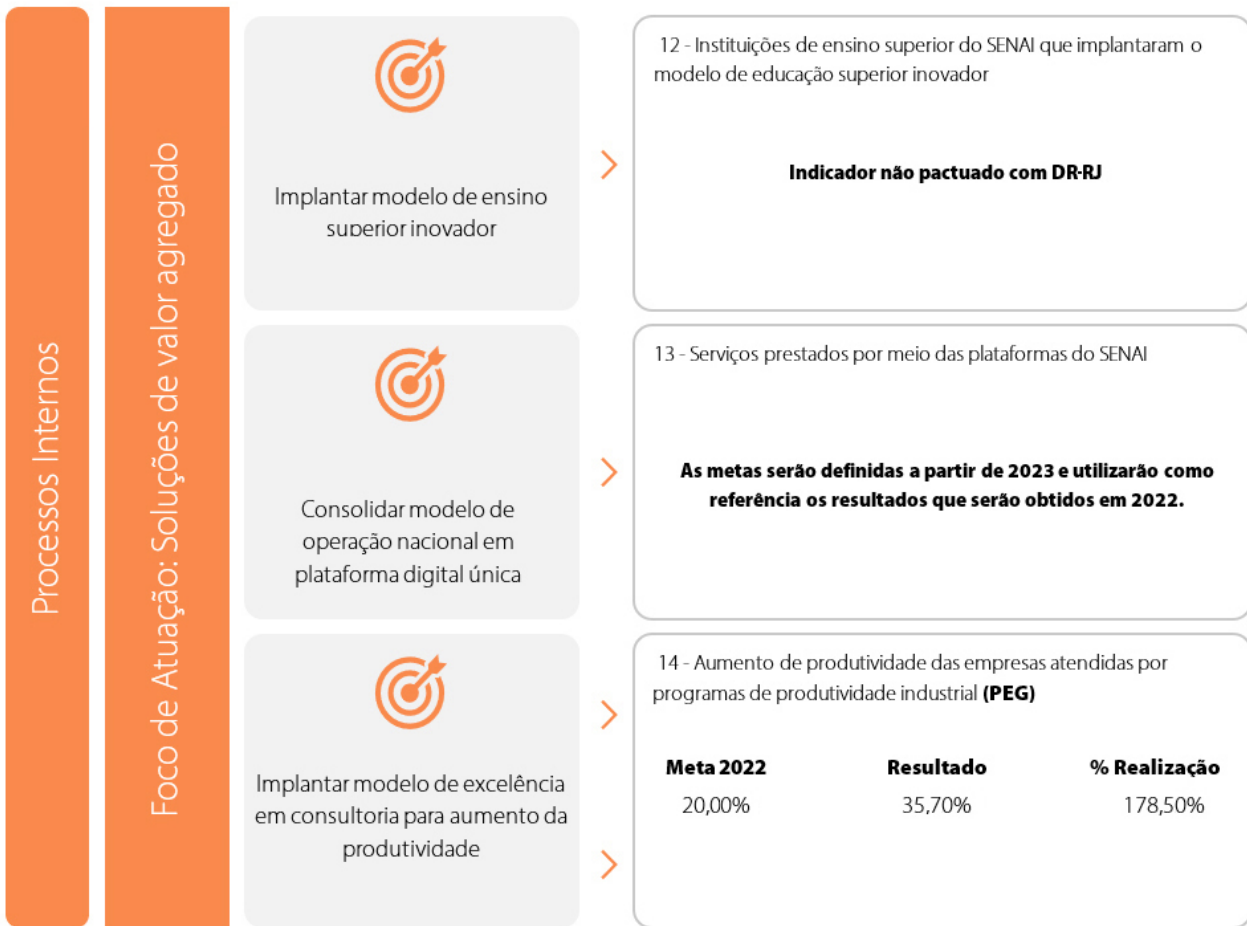 Processos Internos
Foco de Atuação: Soluções de valor agregado
Implantar modelo de ensino
superior inovador
12 - Instituições de ensino superior do SENAI que implantaram o
modelo de educação superior inovador
Indicador não pactuado com DR-RJ
Consolidar modelo de
operação nacional em
plataforma digital única
13 - Serviços prestados por meio das plataformas do SENAI
As metas serão definidas a partir de 2023 e utilizarão como
referência os resultados que serão obtidos em 2022.
Implantar modelo de excelência
em consultoria para aumento da
produtividade
14 - Aumento de produtividade das empresas atendidas por
programas de produtividade industrial (PEG)
Meta 2022 Resultado % Realização
20,00% 35,70% 178,50%